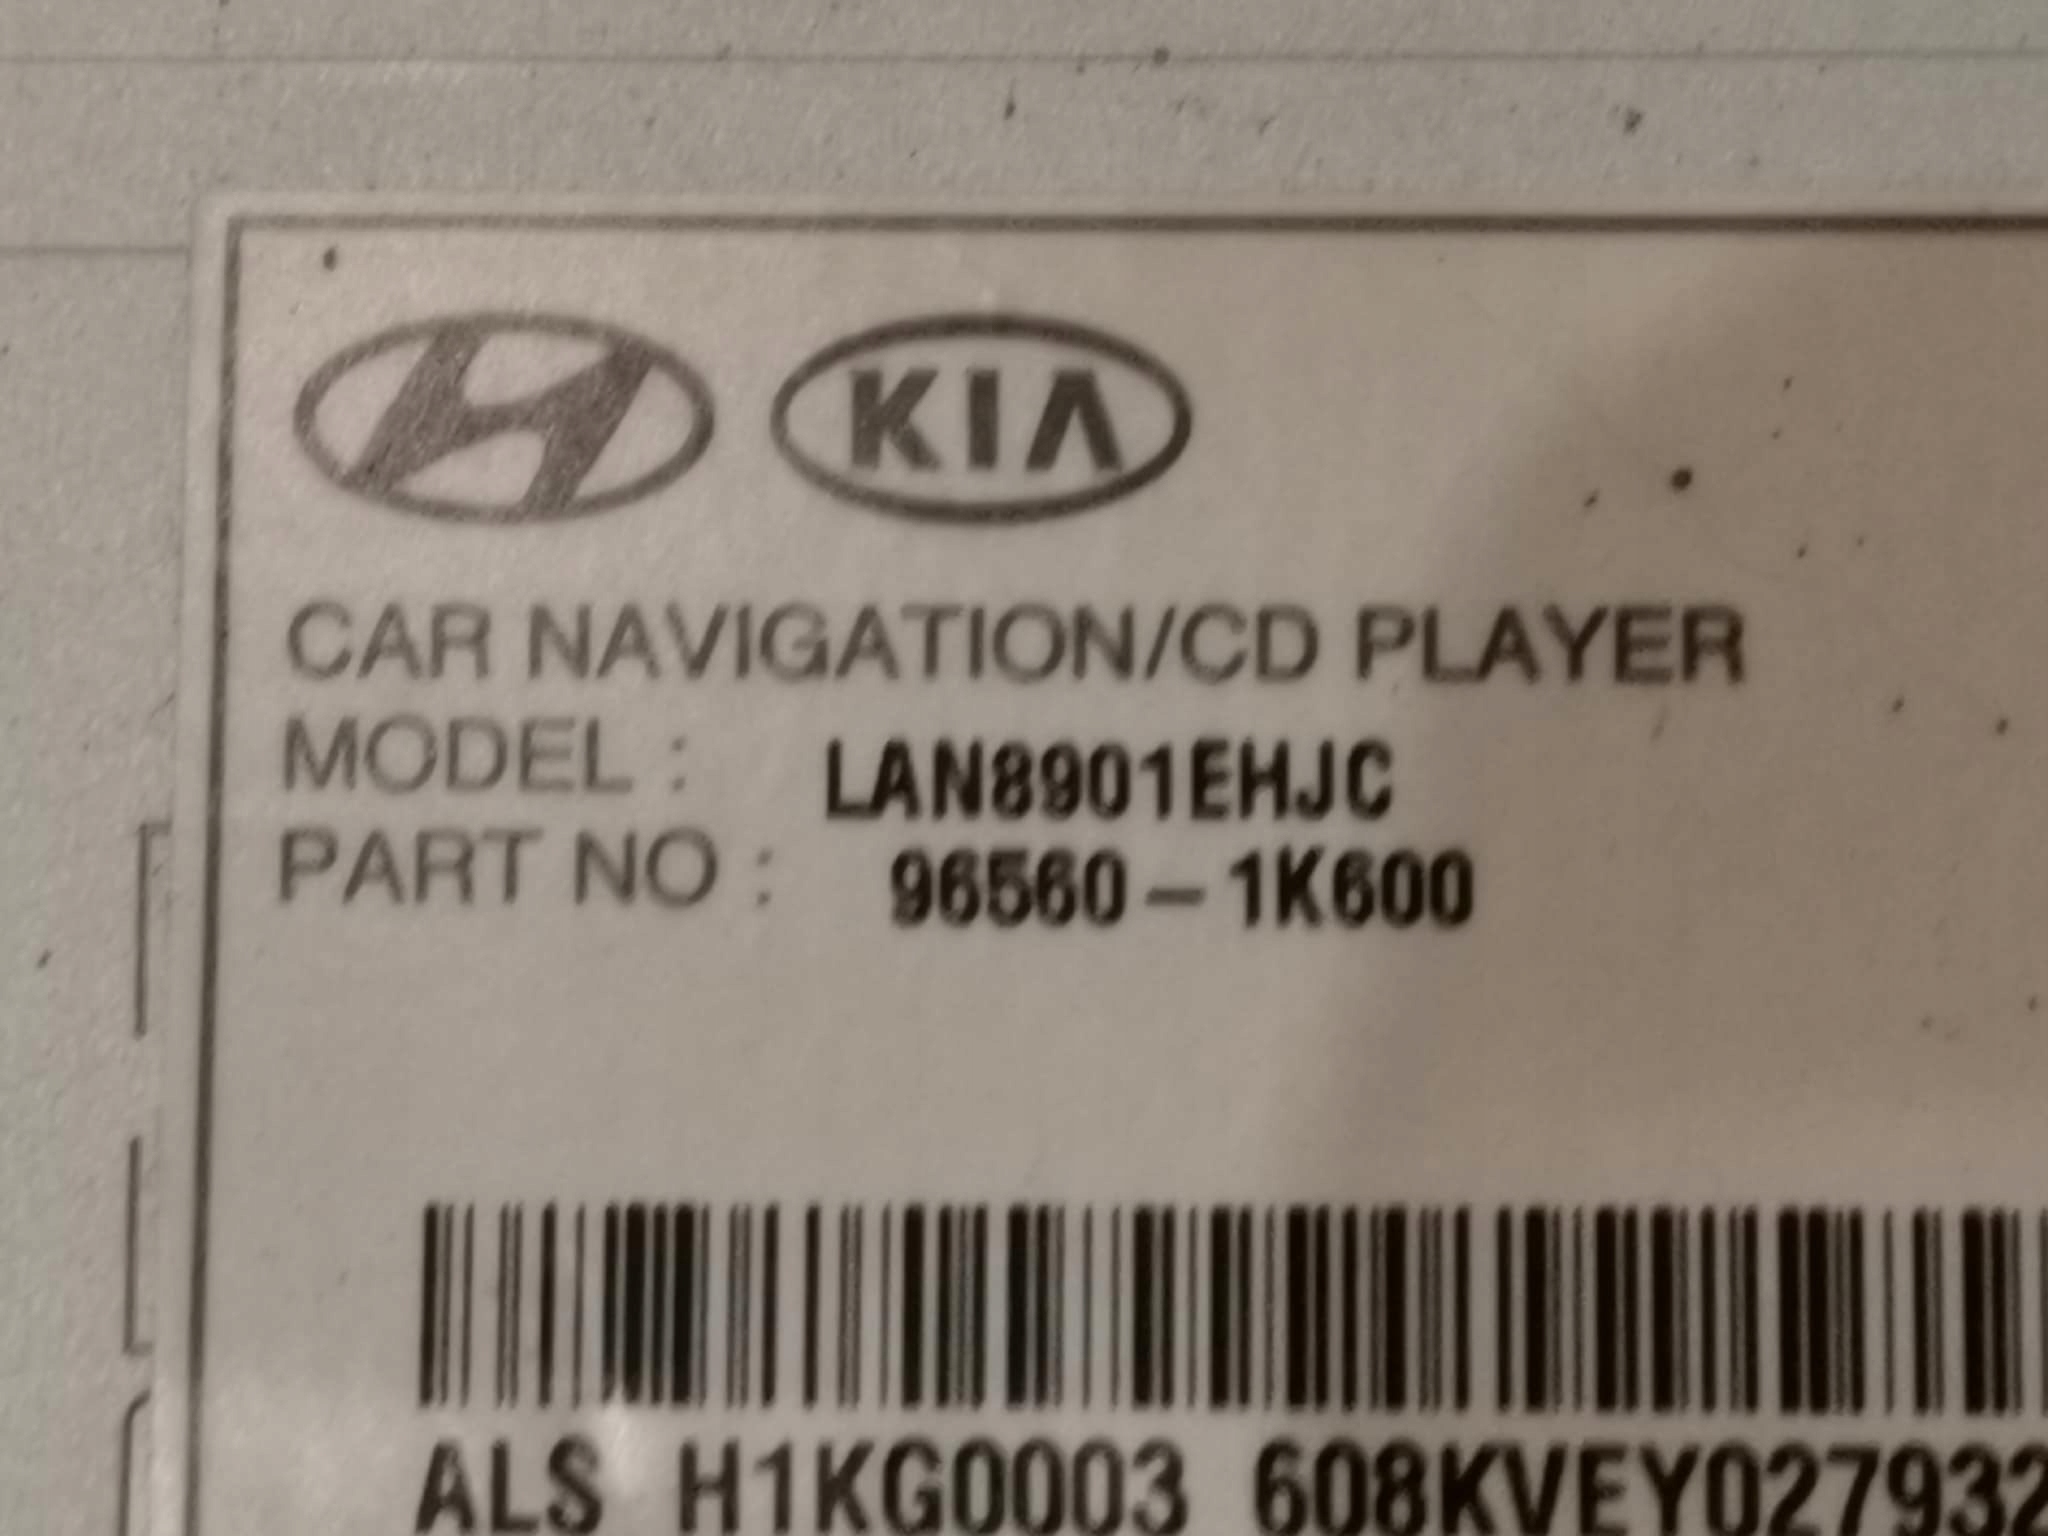 KIA
CAR NAVIGATION/CD PLAYER
MODEL : LAN8901EHJC
PART NO : 96560-1K600
ALS H1KG0003 608KVEY027932